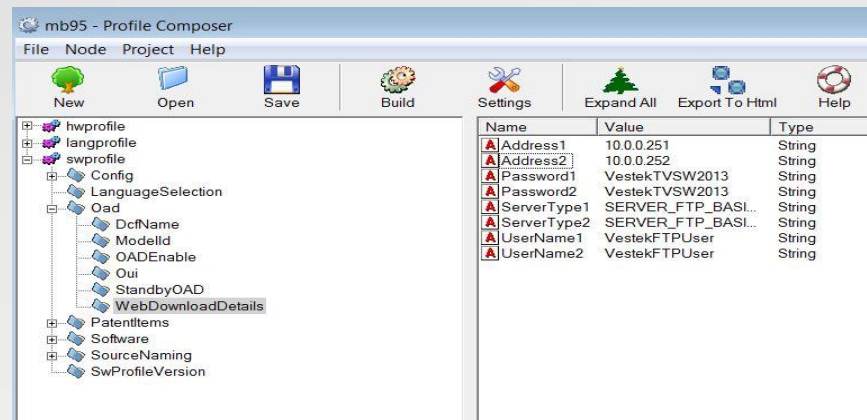 mb95 - Profile Composer
File Node Project Help
New Open Save Build Settings Expand All Export To Html Help
hwprofile
langprofile
swprofile
Config
LanguageSelection
Oad
DcfName
ModelId
OADEnable
Oui
StandbyOAD
WebDownloadDetails
PatentItems
Software
SourceNaming
SwProfileVersion
Name Value Type
Address1 10.0.0.251 String
Address2 10.0.0.252 String
Password1 VestekTVSW2013 String
Password2 VestekTVSW2013 String
ServerType1 SERVER_FTP_BASI... String
ServerType2 SERVER_FTP_BASI... String
UserName1 VestekFTPUser String
UserName2 VestekFTPUser String